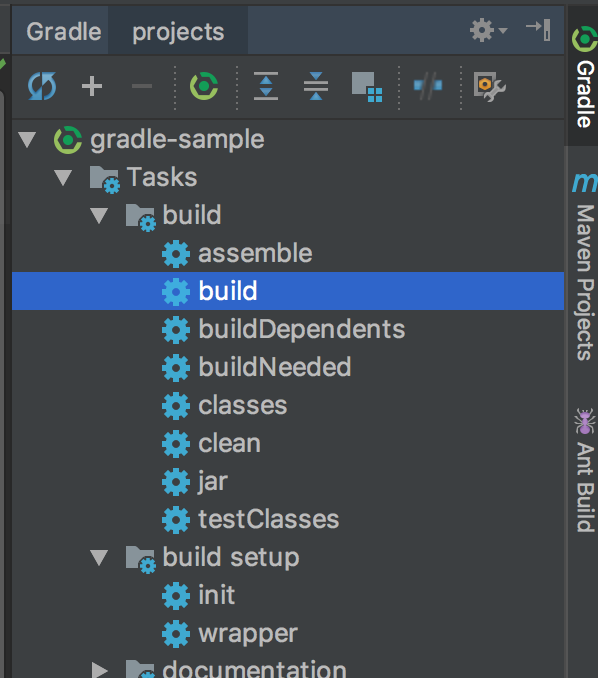 Gradle projects
gradle-sample
Tasks
build
assemble
build
buildDependents
buildNeeded
classes
clean
jar
testClasses
build setup
init
wrapper
documentation
Gradle
m Maven Projects
Ant Build